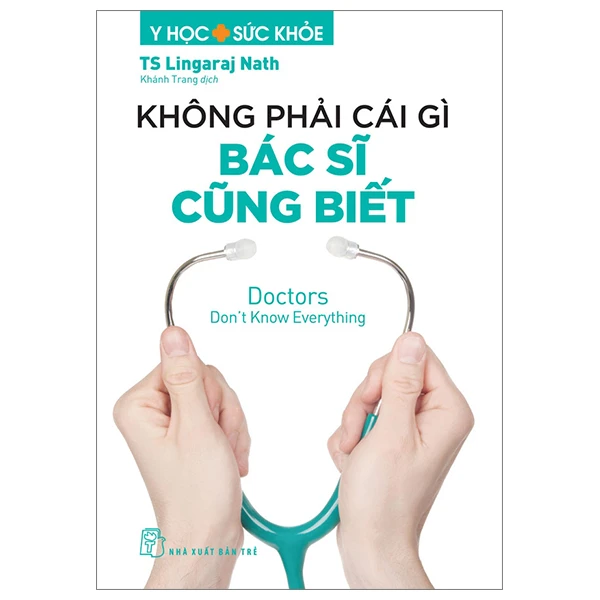 Y HỌC SỨC KHỎE
TS Lingaraj Nath
Khánh Trang dịch
KHÔNG PHẢI CÁI GÌ
BÁC SĨ
CŨNG BIẾT
Doctors
Don't Know Everything
NHÀ XUẤT BẢN TRẺ